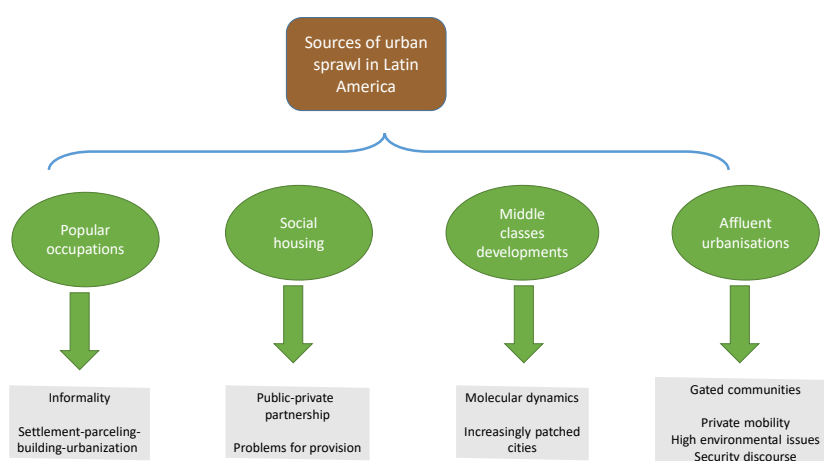 Sources of urban
sprawl in Latin
America
Popular
occupations
Social
housing
Middle
classes
developments
Affluent
urbanisations
Informality
Settlement-parceling-
building-urbanization
Public-private
partnership
Problems for provision
Molecular dynamics
Increasingly patched
cities
Gated communities
Private mobility
High environmental issues
Security discourse